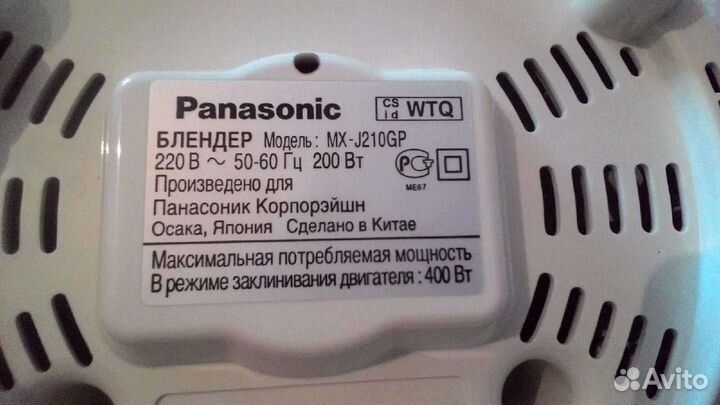 Panasonic
CS id WTQ
БЛЕНДЕР Модель: MX-J210GP
220 В ~ 50-60 Гц 200 Вт
Произведено для
Панасоник Корпорэйшн
Осака, Япония Сделано в Китае
РС
ME67
Максимальная потребляемая мощность
В режиме заклинивания двигателя: 400 Вт
Avito